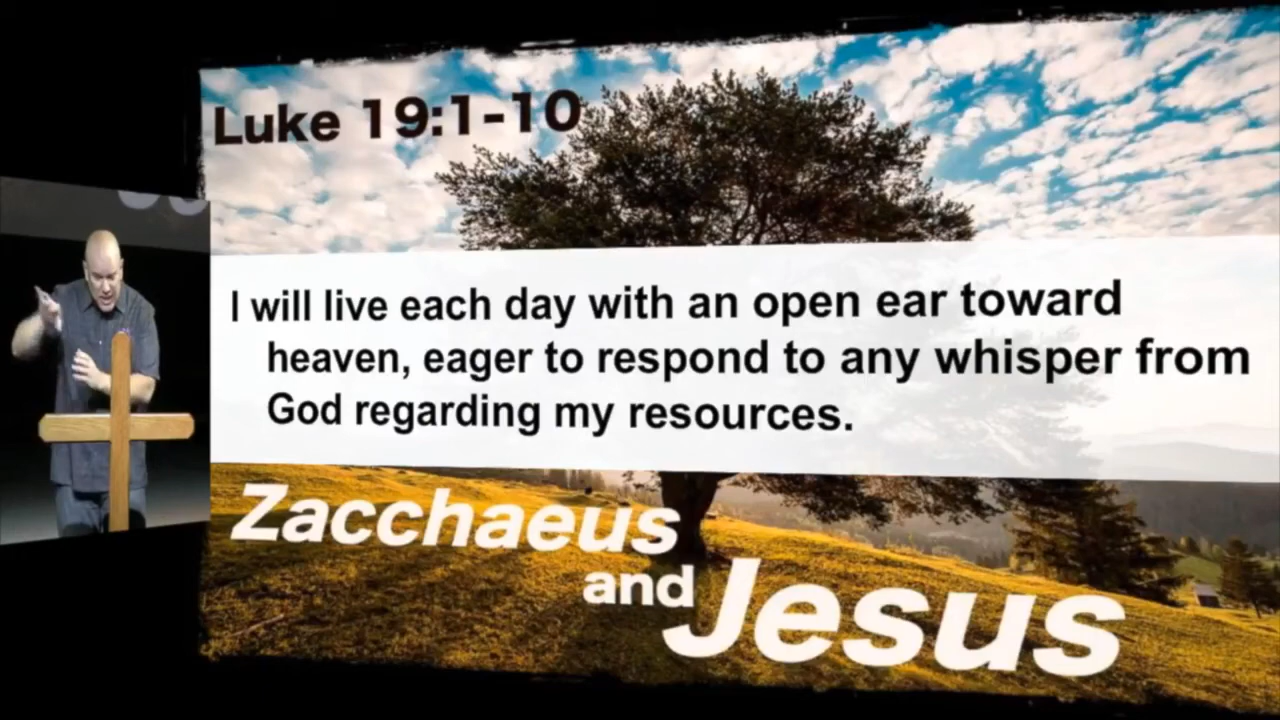 Luke 19:1-10
I will live each day with an open ear toward
heaven, eager to respond to any whisper from
God regarding my resources.
Zacchaeus
and Jesus